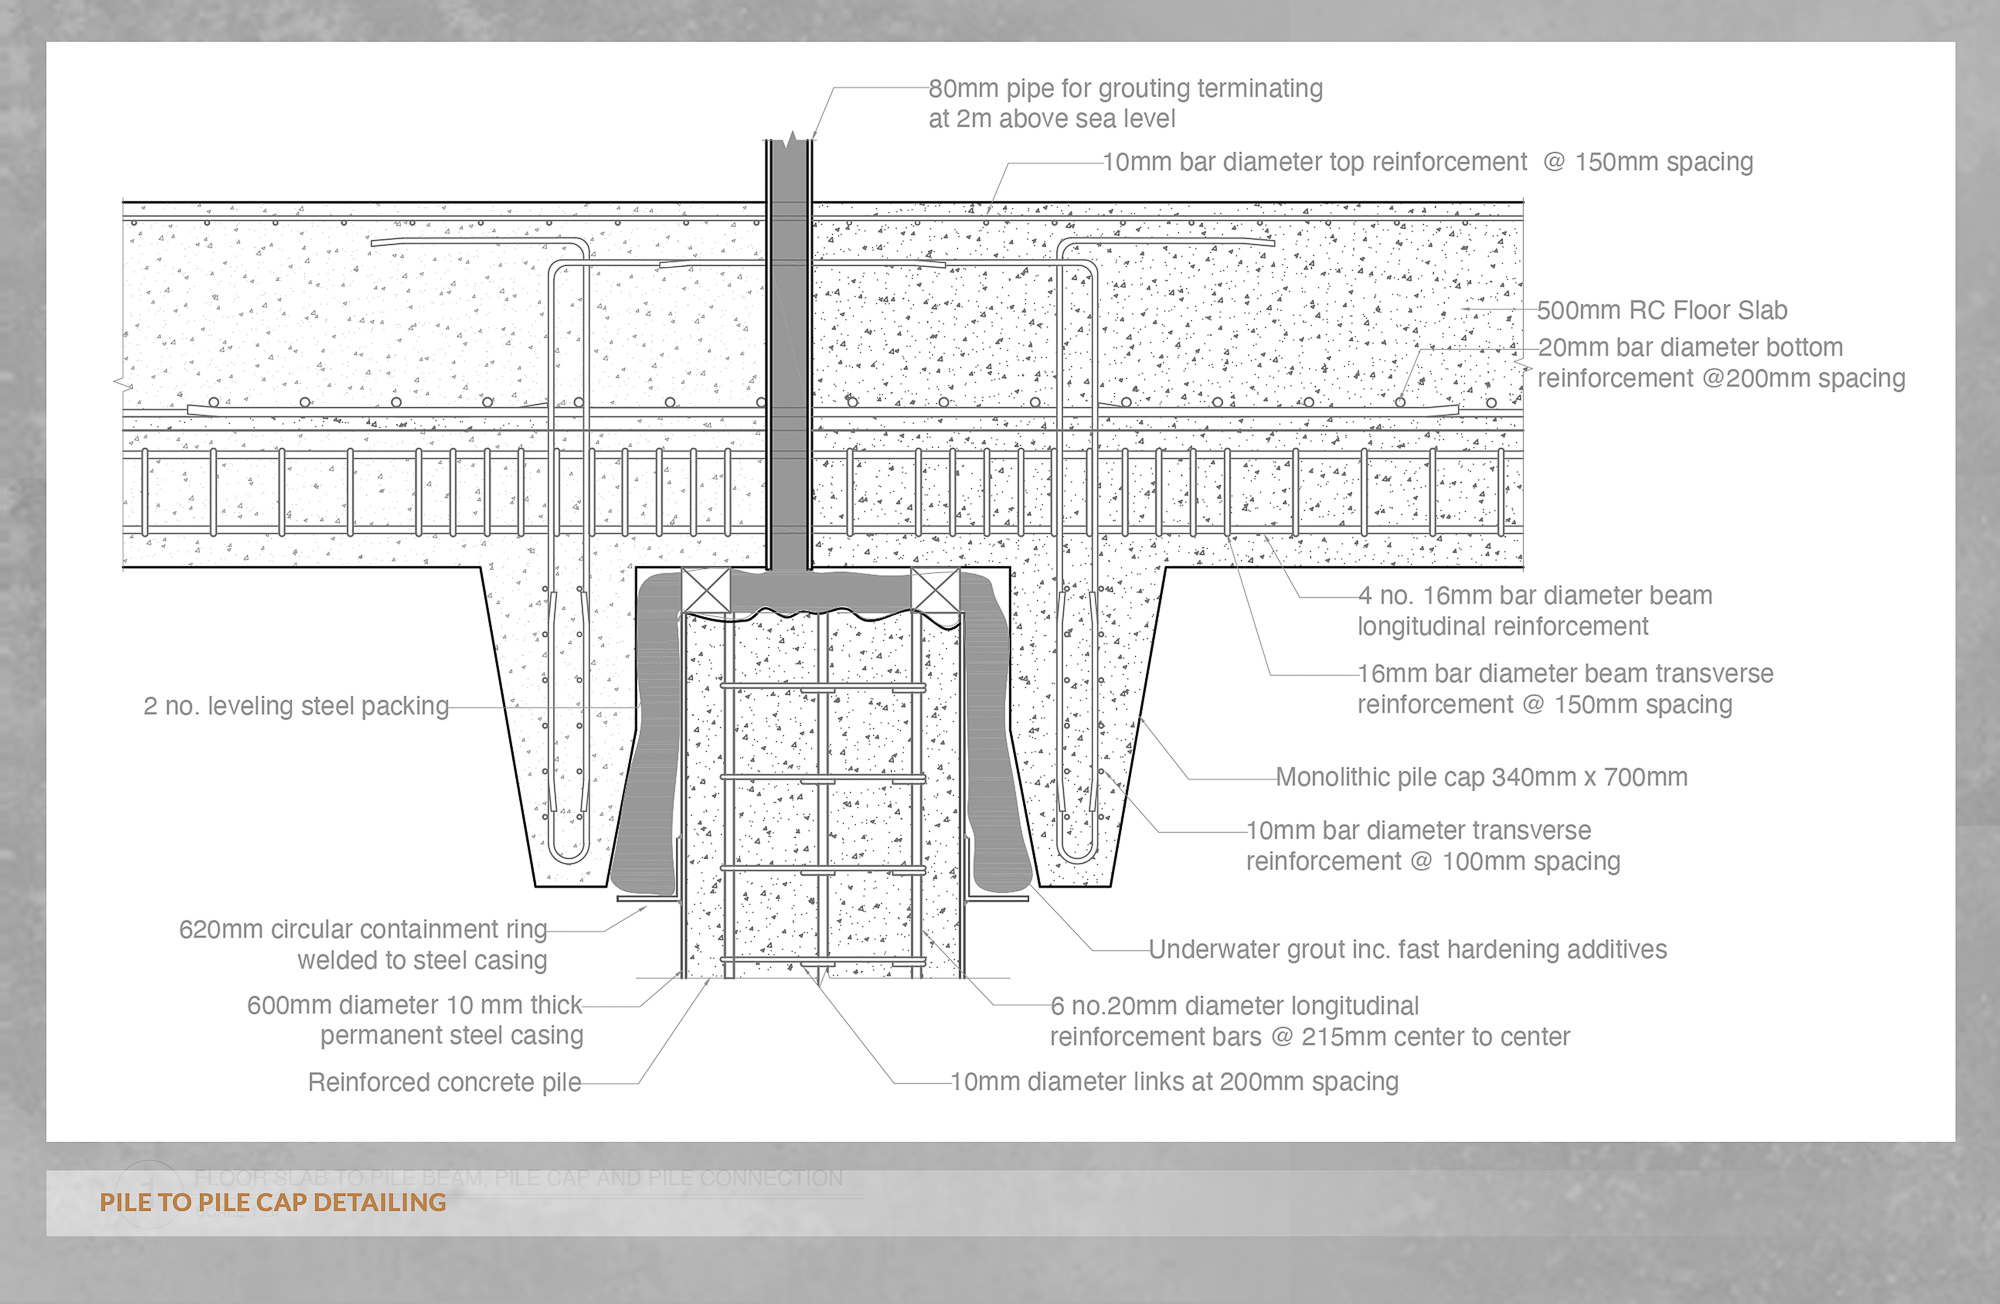 80mm pipe for grouting terminating
at 2m above sea level
10mm bar diameter top reinforcement @ 150mm spacing
500mm RC Floor Slab
20mm bar diameter bottom
reinforcement @200mm spacing
4 no. 16mm bar diameter beam
longitudinal reinforcement
16mm bar diameter beam transverse
reinforcement @ 150mm spacing
2 no. leveling steel packing
Monolithic pile cap 340mm x 700mm
10mm bar diameter transverse
reinforcement @ 100mm spacing
620mm circular containment ring
welded to steel casing
Underwater grout inc. fast hardening additives
600mm diameter 10 mm thick
permanent steel casing
6 no.20mm diameter longitudinal
reinforcement bars @ 215mm center to center
Reinforced concrete pile
10mm diameter links at 200mm spacing
FLOOR SLAB TO PILE BEAM, PILE CAP AND PILE CONNECTION
PILE TO PILE CAP DETAILING